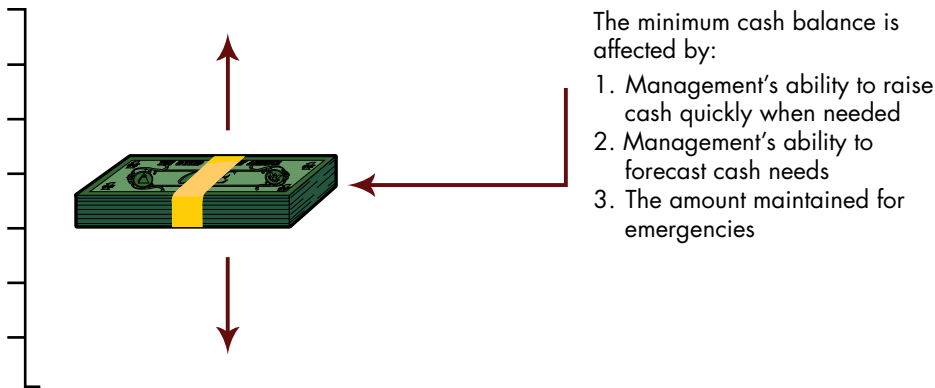 The minimum cash balance is
affected by:
1. Management’s ability to raise
cash quickly when needed
2. Management’s ability to
forecast cash needs
3. The amount maintained for
emergencies